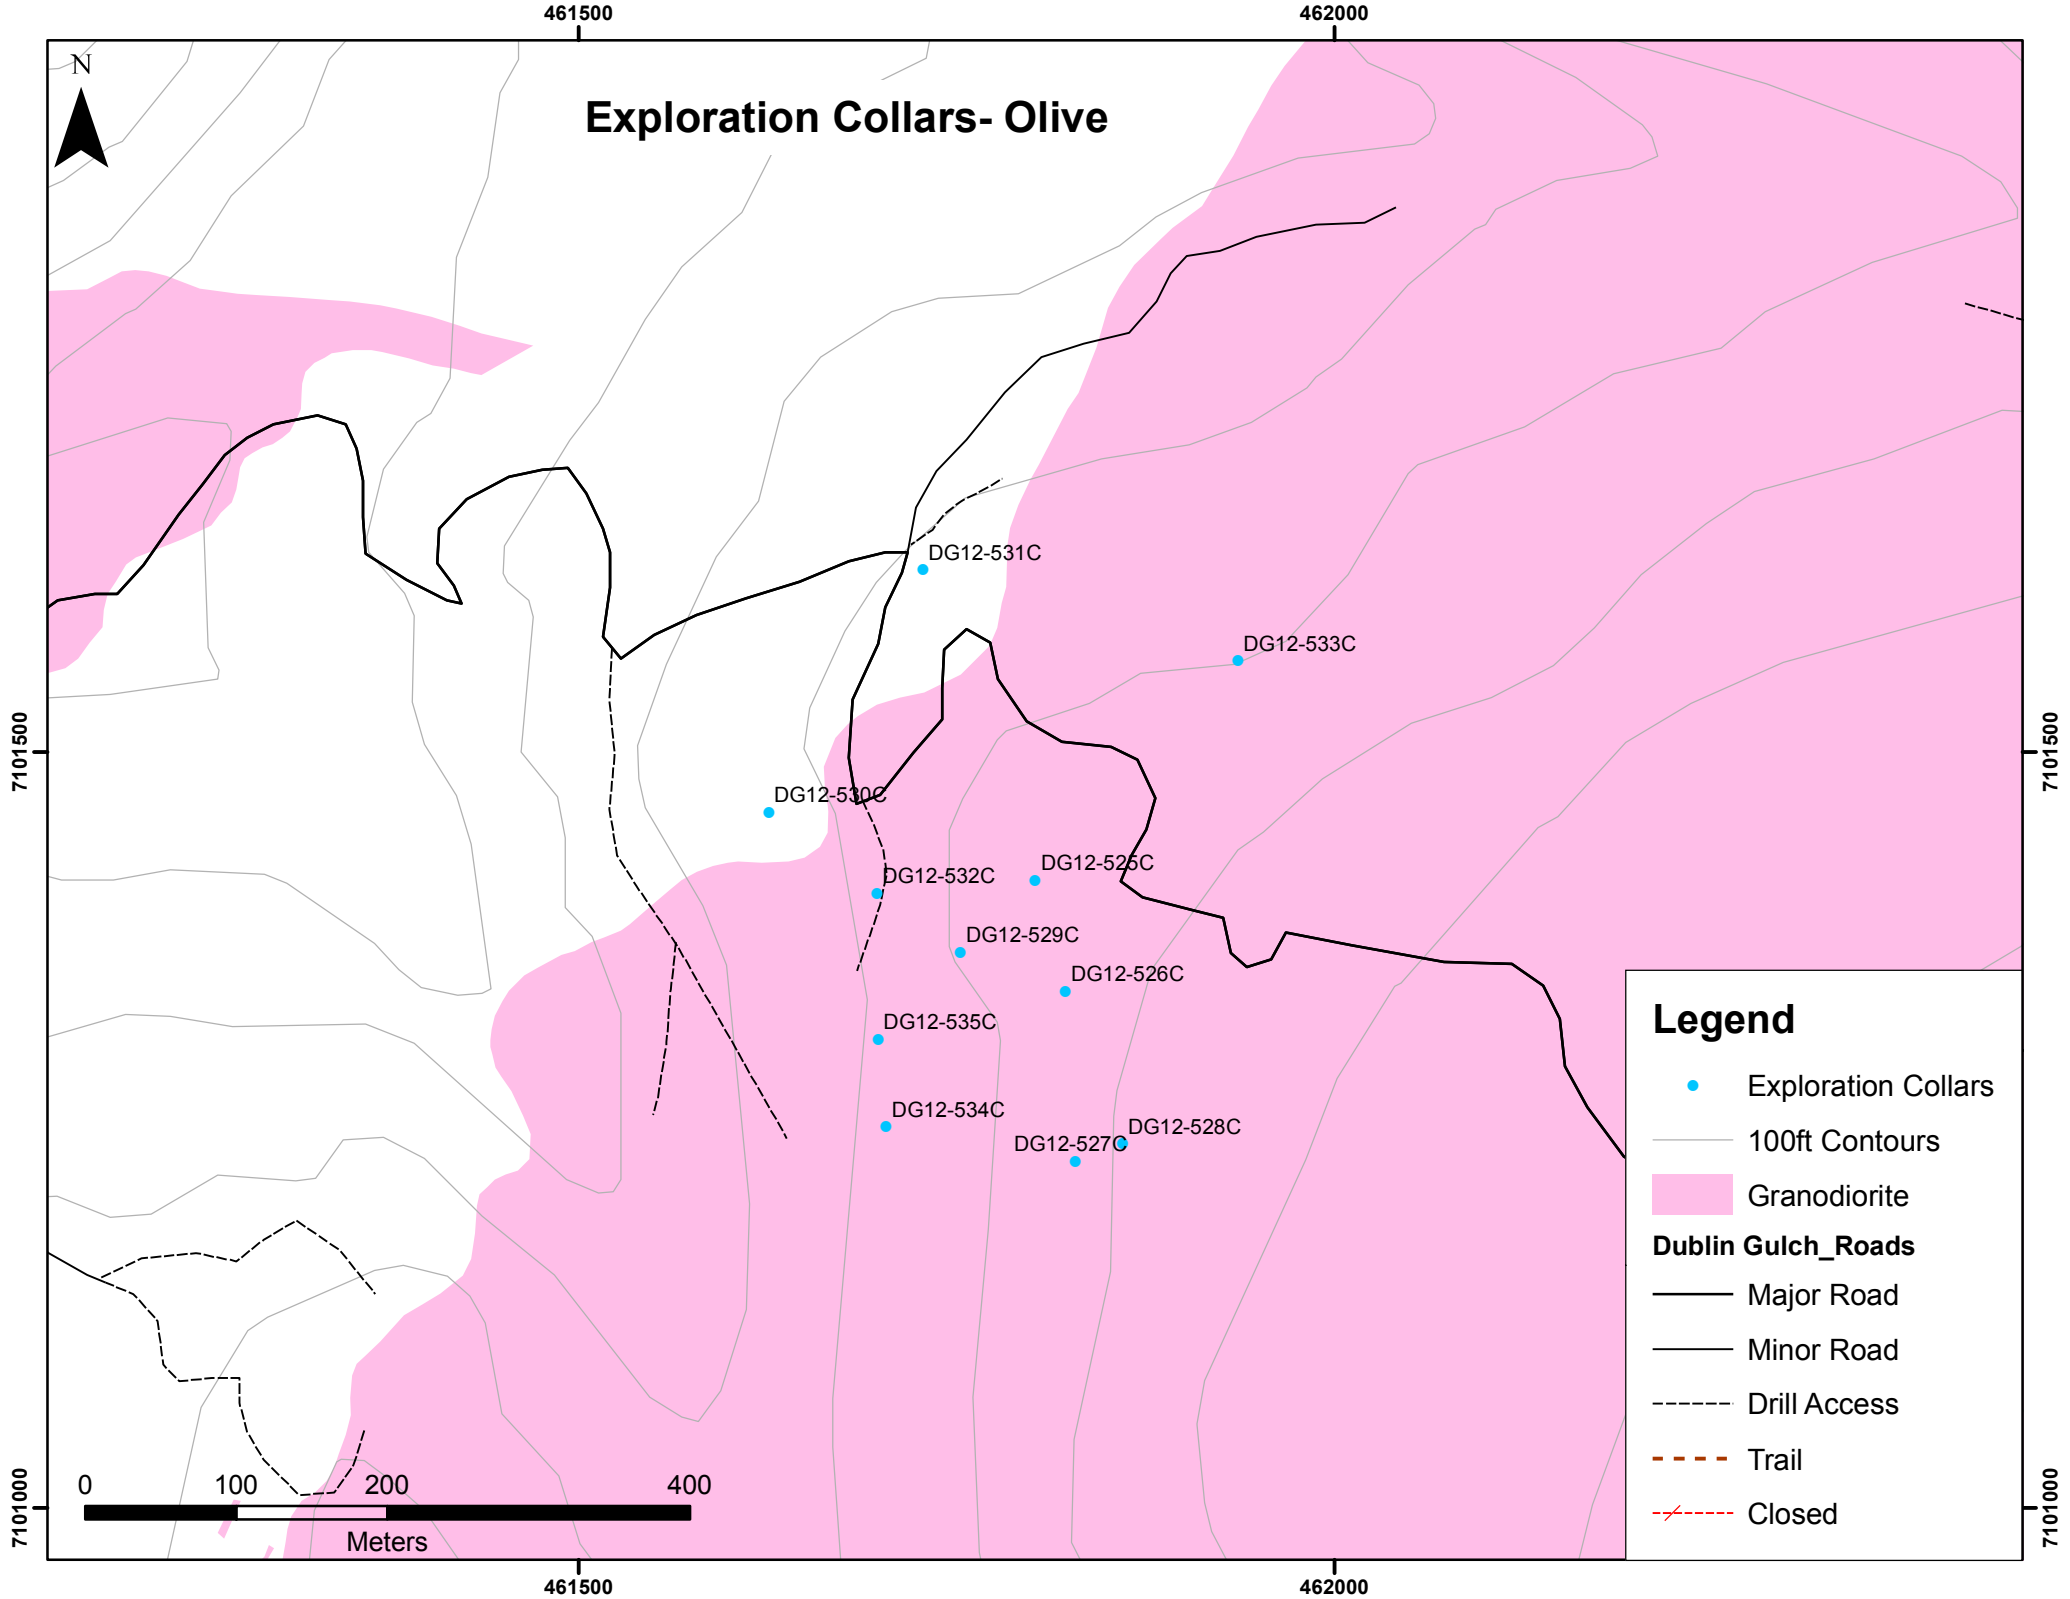 461500
462000
N
Exploration Collars- Olive
DG12-531C
DG12-533C
7101500
7101500
DG12-530C
DG12-525C
DG12-532C
DG12-529C
DG12-526C
DG12-535C
DG12-534C
DG12-528C
DG12-527C
Legend
Exploration Collars
100ft Contours
Granodiorite
Dublin Gulch_Roads
Major Road
Minor Road
Drill Access
Trail
Closed
0 100 200 400
Meters
7101000
7101000
461500
462000